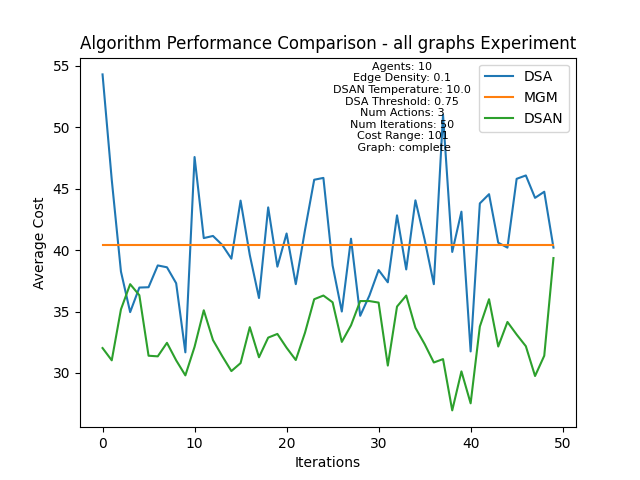 Algorithm Performance Comparison - all graphs Experiment
Agents: 10
Edge Density: 0.1
DSAN Temperature: 10.0
DSA Threshold: 0.75
Num Actions: 3
Num Iterations: 50
Cost Range: 101
Graph: complete
DSA
MGM
DSAN
Average Cost
55
50
45
40
35
30
0 10 20 30 40 50
Iterations